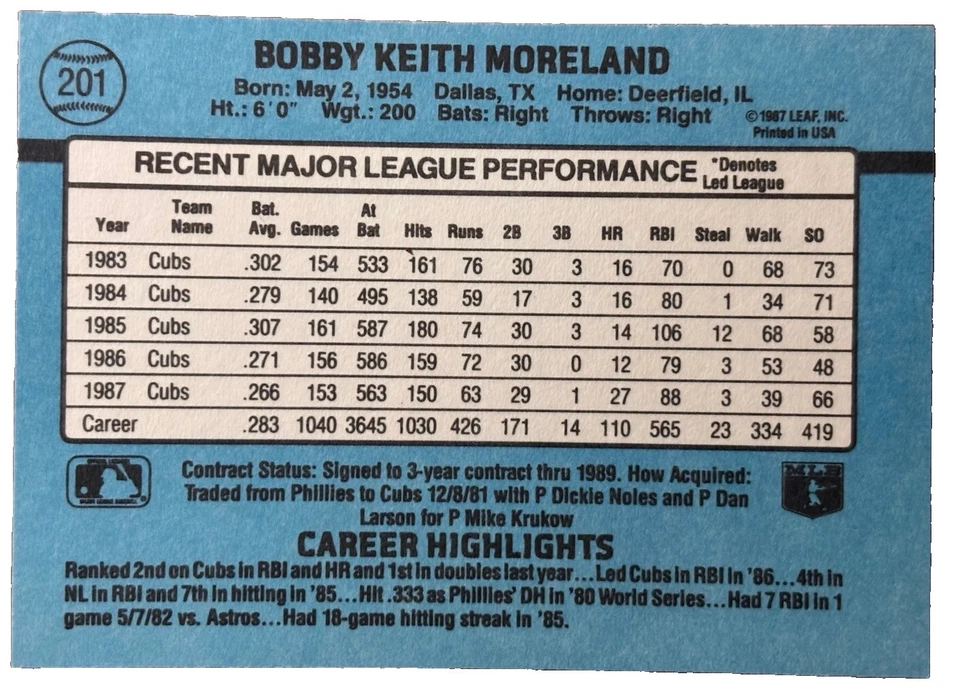 201
BOBBY KEITH MORELAND
Born: May 2, 1954 Dallas, TX Home: Deerfield, IL
Ht.: 6'0" Wgt.: 200 Bats: Right Throws: Right
©1987 LEAF, INC.
Printed in USA
RECENT MAJOR LEAGUE PERFORMANCE *Denotes Led League
Year Team Name Bat. Avg. Games At Bat Hits Runs 2B 3B HR RBI Steal Walk SO
1983 Cubs .302 154 533 161 76 30 3 16 70 0 68 73
1984 Cubs .279 140 495 138 59 17 3 16 80 1 34 71
1985 Cubs .307 161 587 180 74 30 3 14 106 12 68 58
1986 Cubs .271 156 586 159 72 30 0 12 79 3 53 48
1987 Cubs .266 153 563 150 63 29 1 27 88 3 39 66
Career .283 1040 3645 1030 426 171 14 110 565 23 334 419
Contract Status: Signed to 3-year contract thru 1989. How Acquired:
Traded from Phillies to Cubs 12/8/81 with P Dickie Noles and P Dan
Larson for P Mike Krukow
MLB
CAREER HIGHLIGHTS
Ranked 2nd on Cubs in RBI and HR and 1st in doubles last year...Led Cubs in RBI in '86...4th in
NL in RBI and 7th in hitting in '85...Hit .333 as Phillies' DH in '80 World Series...Had 7 RBI in 1
game 5/7/82 vs. Astros...Had 18-game hitting streak in '85.